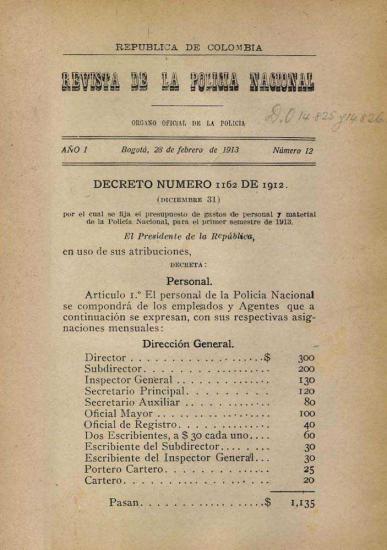 REPUBLICA DE COLOMBIA
REVISTA DE LA POLICIA NACIONAL
ORGANO OFICIAL DE LA POLICIA
D.O 14.825 y 14.826
AÑO I Bogotá, 28 de febrero de 1913 Número 12
DECRETO NUMERO 1162 DE 1912.
(DICIEMBRE 31)
por el cual se fija el presupuesto de gastos de personal y material
de la Policía Nacional, para el primer semestre de 1913.
El Presidente de la República,
en uso de sus atribuciones,
DECRETA:
Personal.
Artículo 1.º El personal de la Policía Nacional
se compondrá de los empleados y Agentes que a
continuación se expresan, con sus respectivas asig-
naciones mensuales:
Dirección General.
Director . . . . . . . . . . . . . . . . . . . .$ 300
Subdirector. . . . . . . . . . . . . . . . . . . 200
Inspector General . . . . . . . . . . . . . . 130
Secretario Principal. . . . . . . . . . . . . 120
Secretario Auxiliar . . . . . . . . . . . . . 80
Oficial Mayor . . . . . . . . . . . . . . . . . 100
Oficial de Registro. . . . . . . . . . . . . . 40
Dos Escribientes, a $ 30 cada uno. . . . 60
Escribiente del Subdirector. . . . . 30
Escribiente del Inspector General. . . 30
Portero Cartero. . . . . . . . . . . . . . . . 25
Cartero. . . . . . . . . . . . . . . . . . . . . . 20
Pasan. . . . . . . . . . . . . . . . .$ 1,135